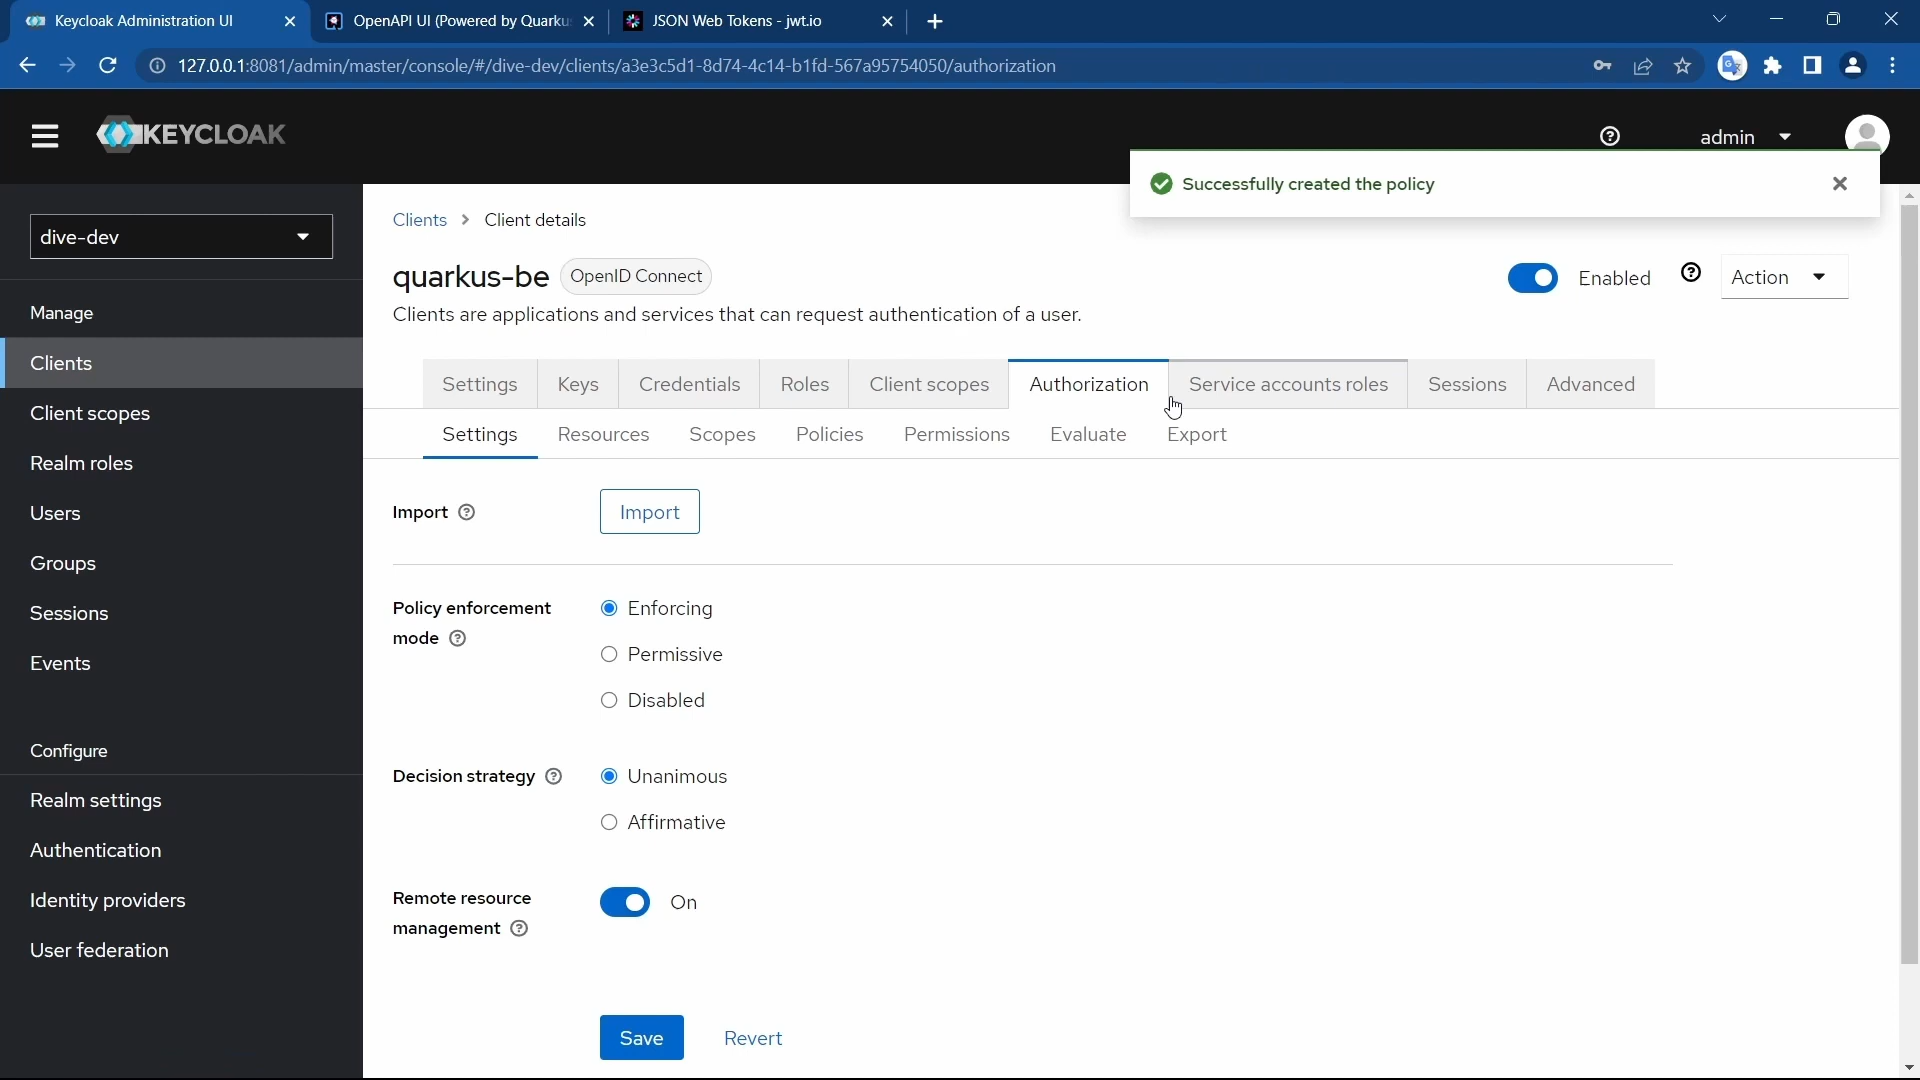 Keycloak Administration UI
OpenAPI UI (Powered by Quarku
JSON Web Tokens - jwt.io
127.0.0.1:8081/admin/master/console/#/dive-dev/clients/a3e3c5d1-8d74-4c14-b1fd-567a95754050/authorization
KEYCLOAK
admin
Successfully created the policy
dive-dev
Manage
Clients
Client scopes
Realm roles
Users
Groups
Sessions
Events
Configure
Realm settings
Authentication
Identity providers
User federation
Clients > Client details
quarkus-be OpenID Connect
Enabled
Action
Clients are applications and services that can request authentication of a user.
Settings Keys Credentials Roles Client scopes Authorization Service accounts roles Sessions Advanced
Settings Resources Scopes Policies Permissions Evaluate Export
Import Import
Policy enforcement
mode
Enforcing
Permissive
Disabled
Decision strategy
Unanimous
Affirmative
Remote resource
management
On
Save Revert